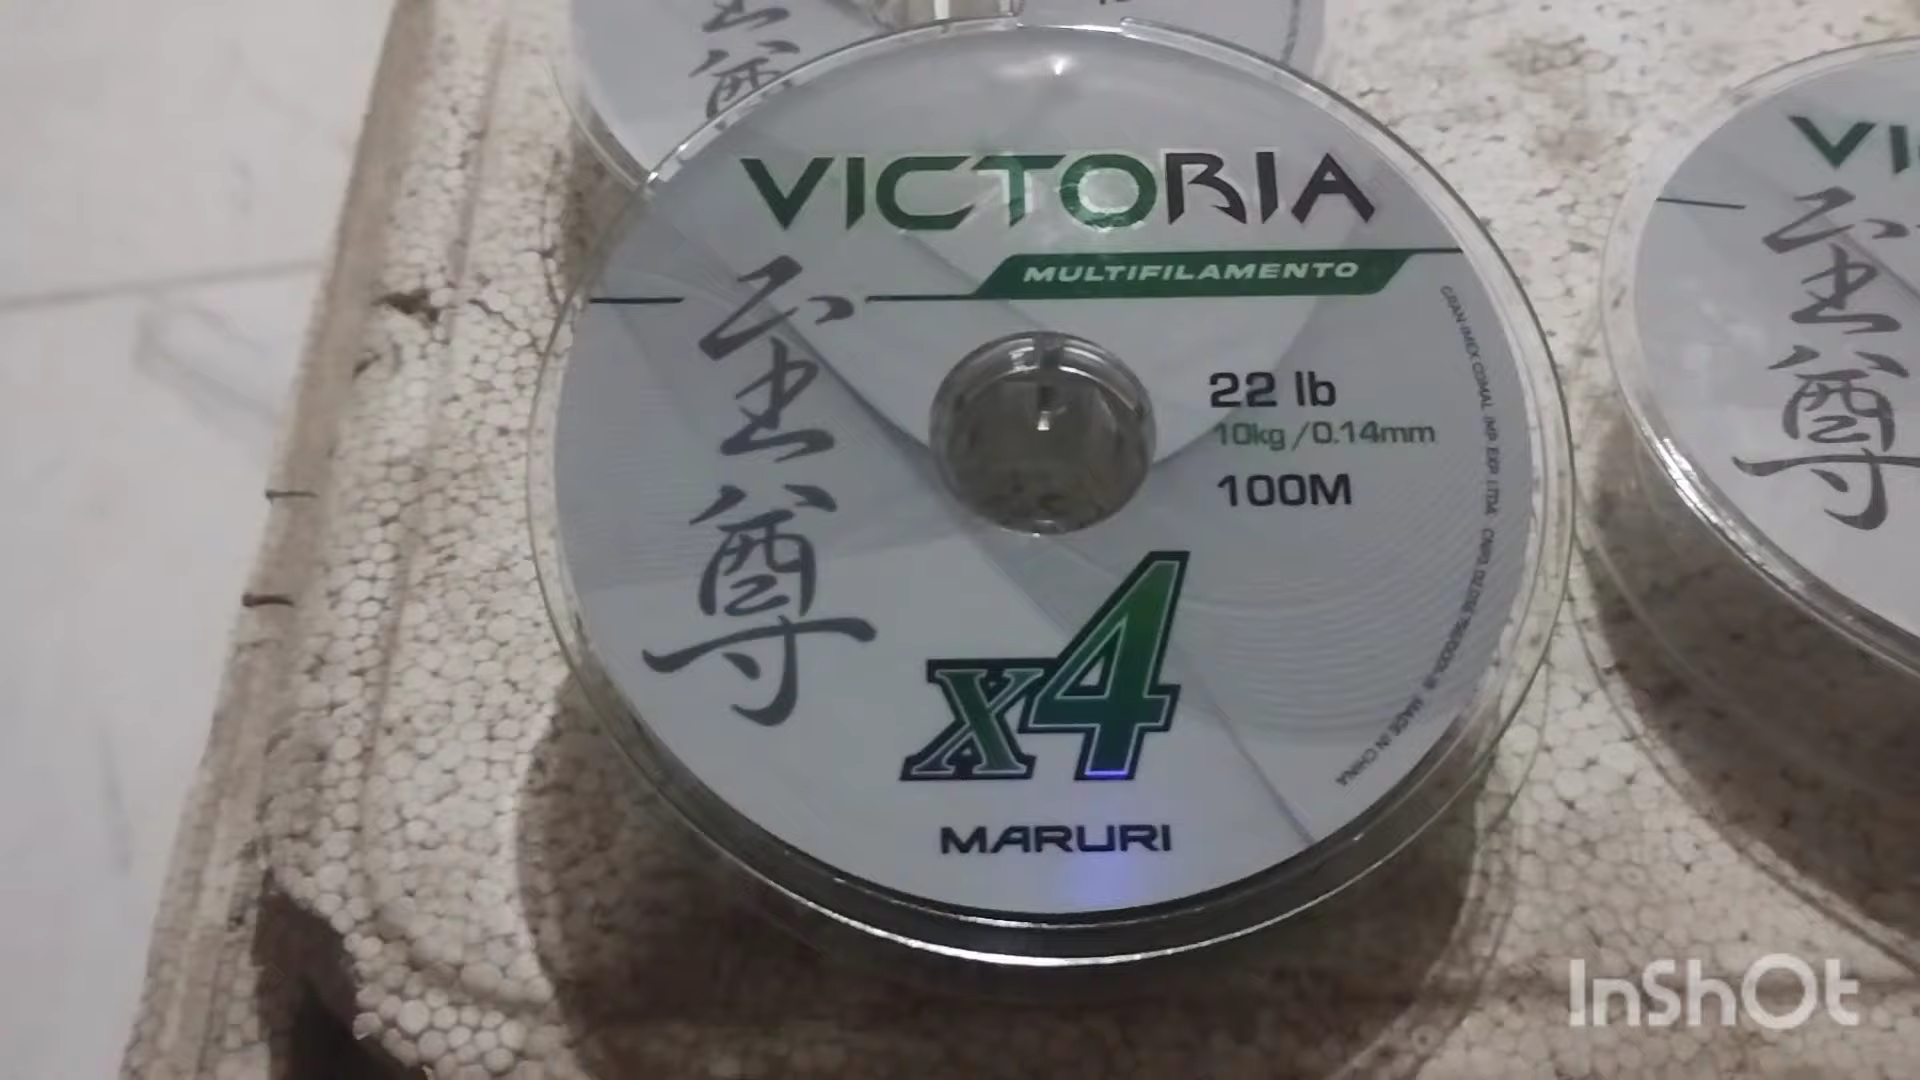 VICTORIA
MULTIFILAMENTO
至尊
22 lb
10kg /0.14mm
100M
x4
MARURI
GRAN-IMEX COMAL IMP. EXP. LTDA
MADE IN CHINA
VI
至尊
InShOt